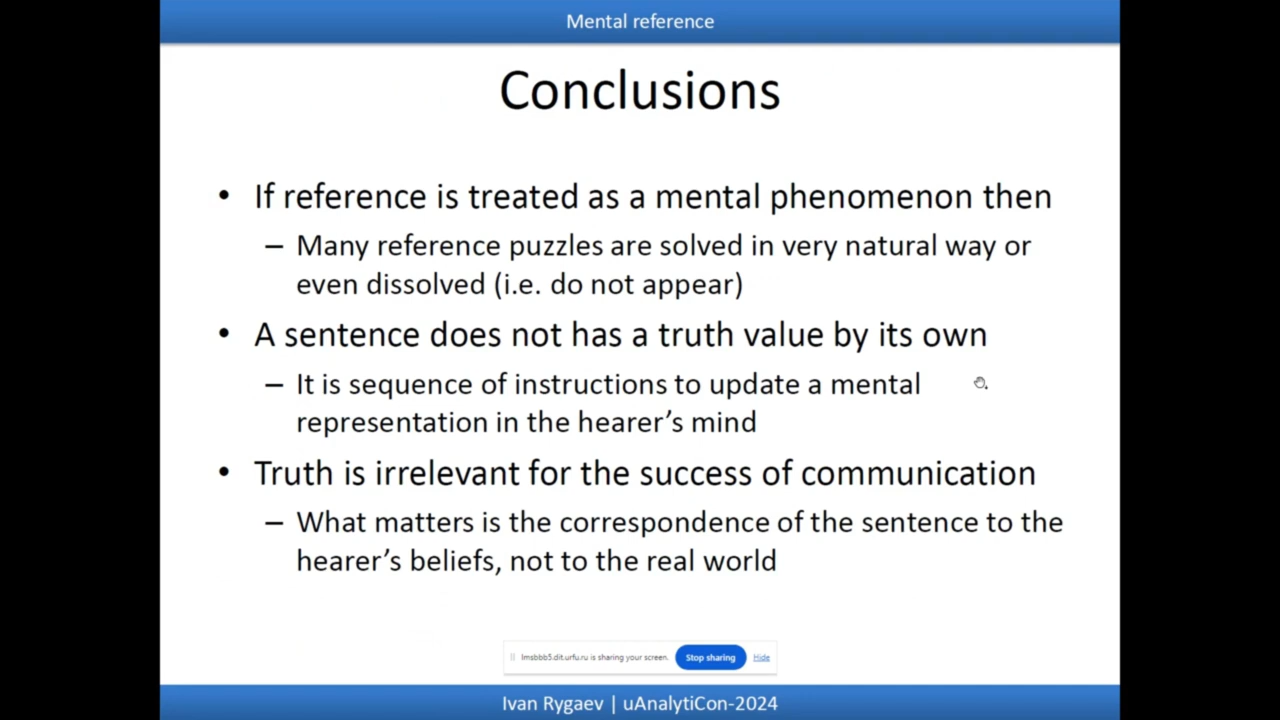 Mental reference
Conclusions
• If reference is treated as a mental phenomenon then
– Many reference puzzles are solved in very natural way or
even dissolved (i.e. do not appear)
• A sentence does not has a truth value by its own
– It is sequence of instructions to update a mental
representation in the hearer’s mind
• Truth is irrelevant for the success of communication
– What matters is the correspondence of the sentence to the
hearer’s beliefs, not to the real world
lmsbbb5.dit.urfu.ru is sharing your screen. Stop sharing Hide
Ivan Rygaev | uAnalytiCon-2024